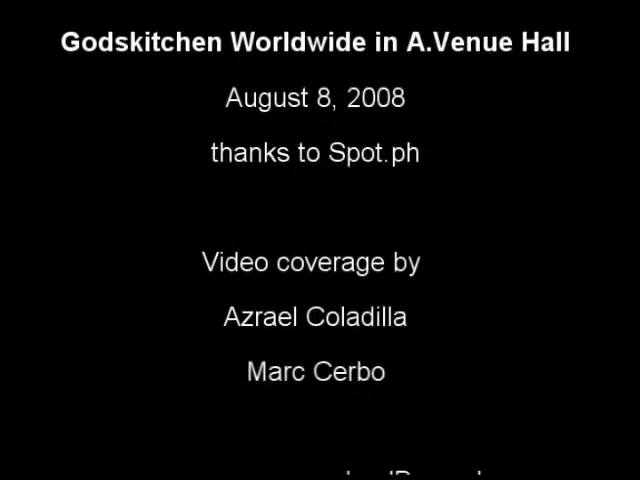 Godskitchen Worldwide in A.Venue Hall
August 8, 2008
thanks to Spot.ph
Video coverage by
Azrael Coladilla
Marc Cerbo